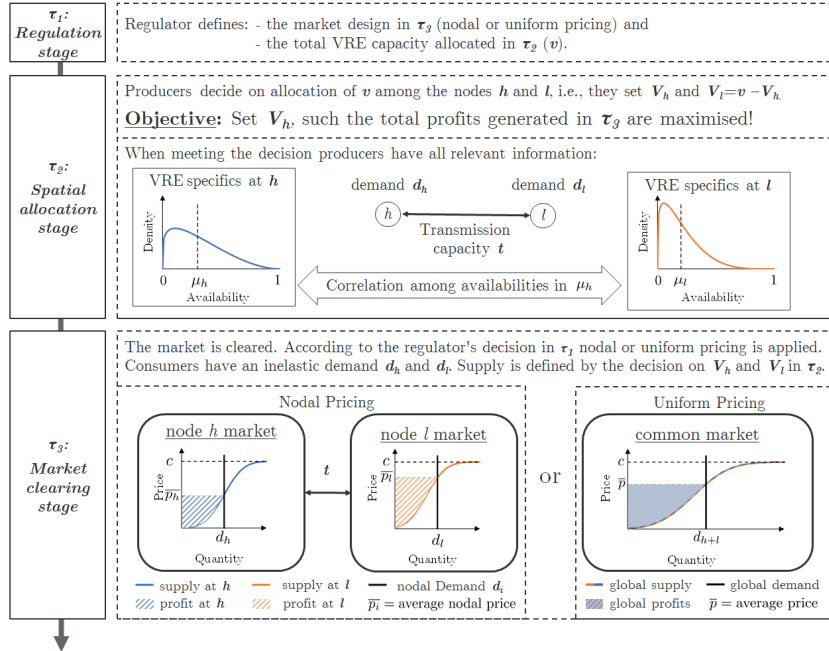 τ1:
Regulation
stage
Regulator defines: - the market design in τ3 (nodal or uniform pricing) and
- the total VRE capacity allocated in τ2 (v).
τ2:
Spatial
allocation
stage
Producers decide on allocation of v among the nodes h and l, i.e., they set Vh and Vl=v −Vh.
Objective: Set Vh, such the total profits generated in τ3 are maximised!
When meeting the decision producers have all relevant information:
VRE specifics at h
Density
0 μh 1
Availability
demand dh demand dl
h l
Transmission
capacity t
VRE specifics at l
Density
0 μl 1
Availability
Correlation among availabilities in μh
τ3:
Market
clearing
stage
The market is cleared. According to the regulator's decision in τ1 nodal or uniform pricing is applied.
Consumers have an inelastic demand dh and dl. Supply is defined by the decision on Vh and Vl in τ2.
Nodal Pricing
node h market
c
p̅h
Price
dh
Quantity
t
node l market
c
p̅l
Price
dl
Quantity
supply at h supply at l nodal Demand di
profit at h profit at l p̅i = average nodal price
or
Uniform Pricing
common market
c
p̅
Price
dh+l
Quantity
global supply global demand
global profits p̅ = average price